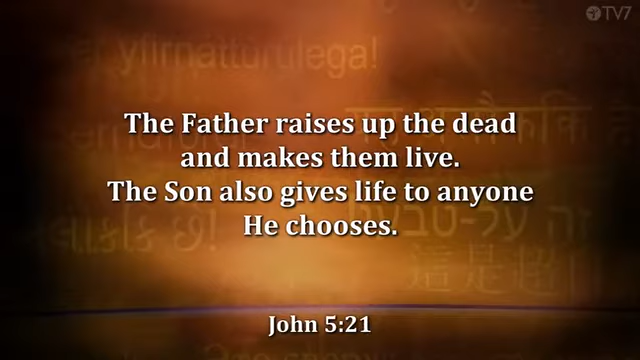 TV7
yfirnáttúrulega!
The Father raises up the dead
and makes them live.
The Son also gives life to anyone
He chooses.
John 5:21